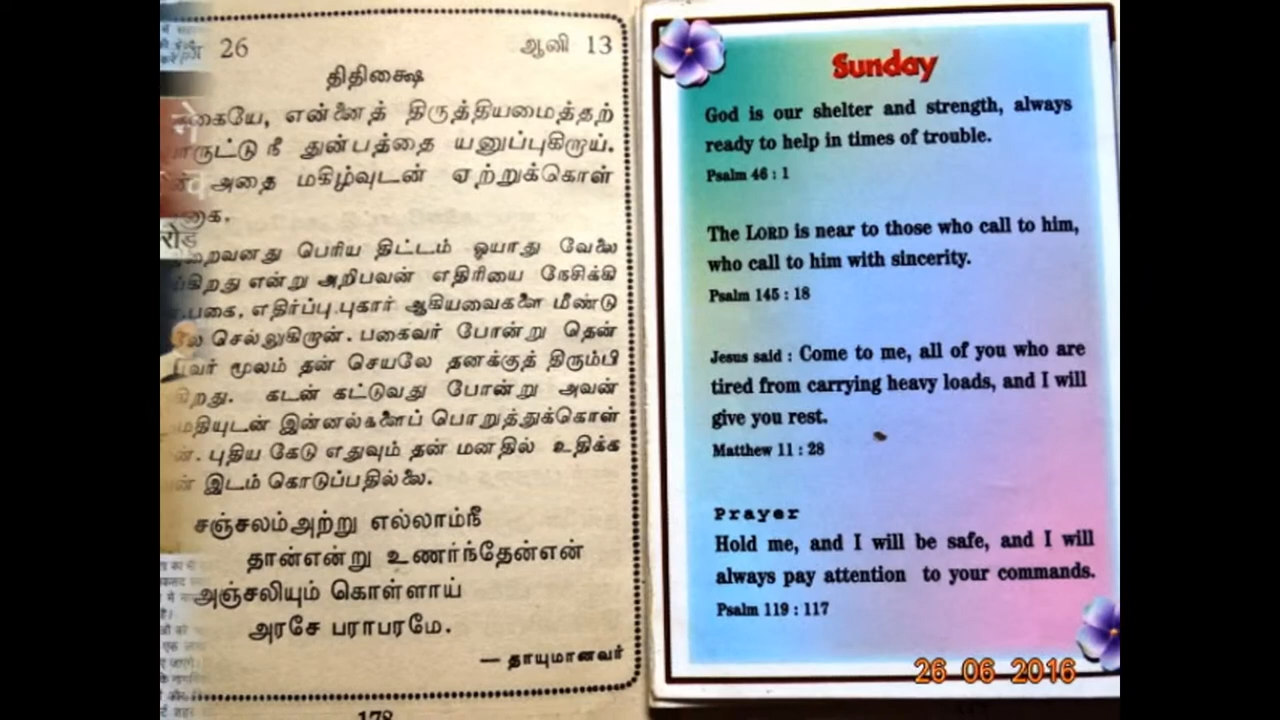 26 ஆனி 13
திதிக்ஷை
என்னைத் திருத்தியமைத்தற்
நீ துன்பத்தை யனுப்புகிறாய்.
அதை மகிழ்வுடன் ஏற்றுக்கொள்
பெரிய திட்டம் ஓயாது வேலை
என்று அறிபவன் எதிரியை நேசிக்கி
எதிர்ப்பு, புகார் ஆகியவைகளை மீண்டு
செல்லுகிறான். பகைவர் போன்று தென்
மூலம் தன் செயலே தனக்குத் திரும்பி
கடன் கட்டுவது போன்று அவன்
இன்னல்களைப் பொறுத்துக்கொள்
புதிய கேடு எதுவும் தன் மனதில் உதிக்க
இடம் கொடுப்பதில்லை.
சஞ்சலம்அற்று எல்லாம்நீ
தான்என்று உணர்ந்தேன்என்
அஞ்சலியும் கொள்ளாய்
அரசே பராபரமே.
— தாயுமானவர்
178
Sunday
God is our shelter and strength, always
ready to help in times of trouble.
Psalm 46 : 1
The LORD is near to those who call to him,
who call to him with sincerity.
Psalm 145 : 18
Jesus said : Come to me, all of you who are
tired from carrying heavy loads, and I will
give you rest.
Matthew 11 : 28
Prayer
Hold me, and I will be safe, and I will
always pay attention to your commands.
Psalm 119 : 117
26 06 2016